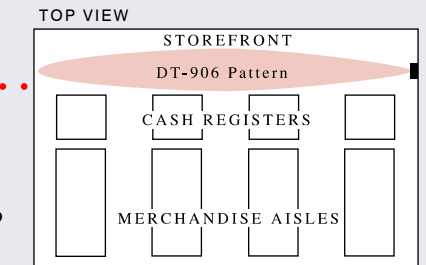 TOP VIEW
STOREFRONT
DT-906 Pattern
CASH REGISTERS
MERCHANDISE AISLES